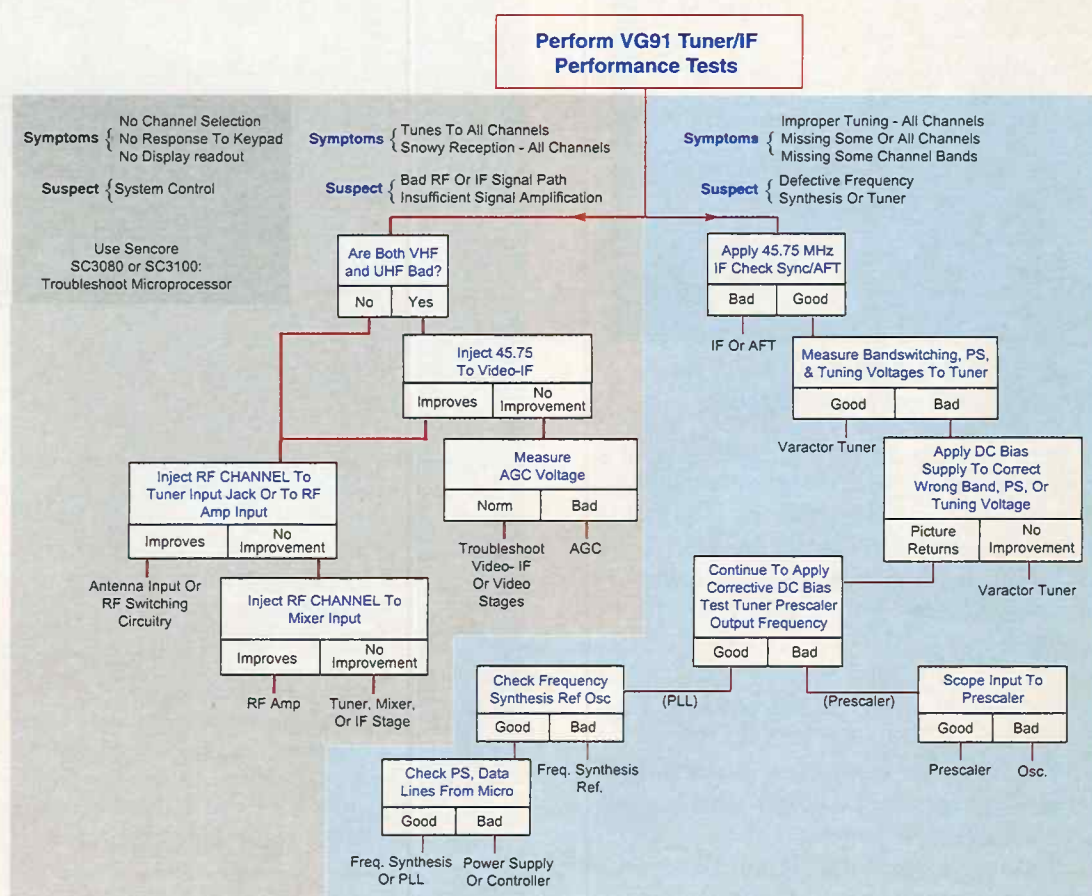 Perform VG91 Tuner/IF
Performance Tests
Symptoms
No Channel Selection
No Response To Keypad
No Display readout
Suspect
System Control
Use Sencore
SC3080 or SC3100:
Troubleshoot Microprocessor
Symptoms
Tunes To All Channels
Snowy Reception - All Channels
Suspect
Bad RF Or IF Signal Path
Insufficient Signal Amplification
Symptoms
Improper Tuning - All Channels
Missing Some Or All Channels
Missing Some Channel Bands
Suspect
Defective Frequency
Synthesis Or Tuner
Are Both VHF
and UHF Bad?
No
Yes
Inject 45.75
To Video-IF
Improves
No
Improvement
Inject RF CHANNEL To
Tuner Input Jack Or To RF
Amp Input
Improves
No
Improvement
Antenna Input Or
RF Switching
Circuitry
Inject RF CHANNEL To
Mixer Input
Improves
No
Improvement
RF Amp
Tuner, Mixer,
Or IF Stage
Measure
AGC Voltage
Norm
Bad
Troubleshoot
Video- IF
Or Video
Stages
AGC
Apply 45.75 MHz
IF Check Sync/AFT
Bad
Good
IF Or AFT
Measure Bandswitching, PS,
& Tuning Voltages To Tuner
Good
Bad
Varactor Tuner
Apply DC Bias
Supply To Correct
Wrong Band, PS, Or
Tuning Voltage
Picture
Returns
No
Improvement
Varactor Tuner
Continue To Apply
Corrective DC Bias
Test Tuner Prescaler
Output Frequency
Good
Bad
(PLL)
(Prescaler)
Check Frequency
Synthesis Ref Osc
Good
Bad
Freq. Synthesis
Ref.
Check PS, Data
Lines From Micro
Good
Bad
Freq. Synthesis
Or PLL
Power Supply
Or Controller
Scope Input To
Prescaler
Good
Bad
Prescaler
Osc.